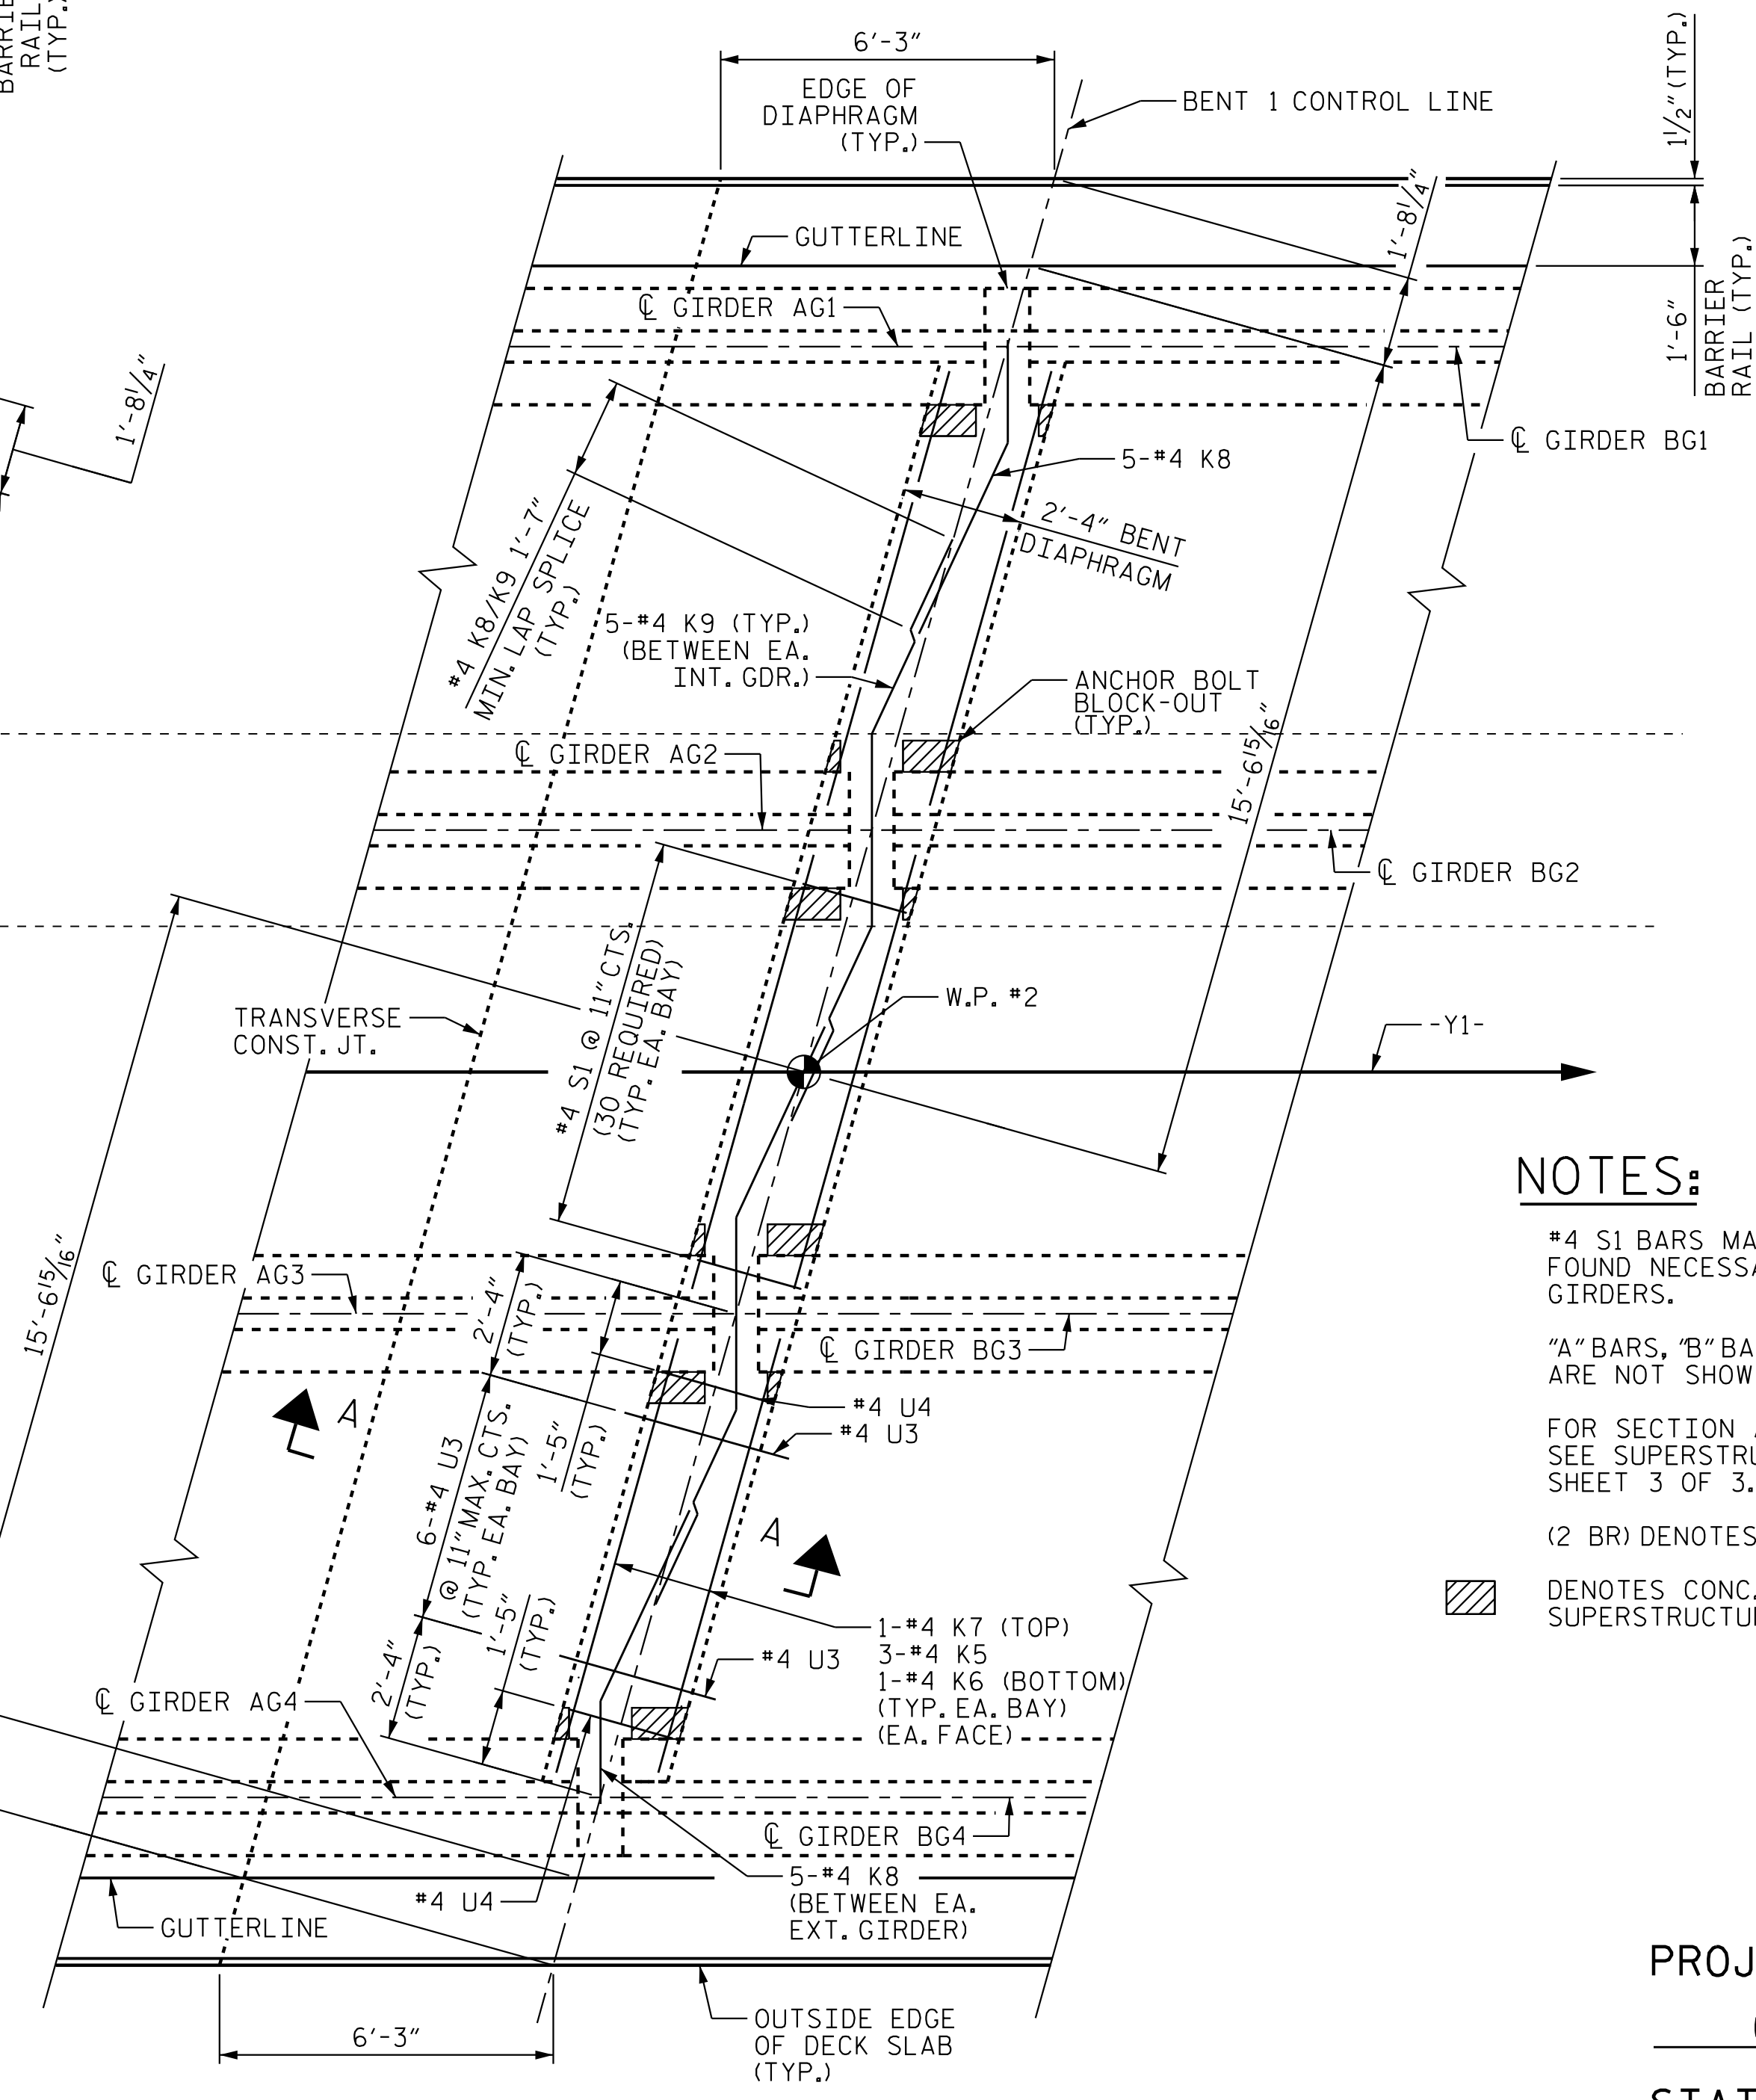 BARRIE
RAIL
(TYP.)
6'-3"
EDGE OF
DIAPHRAGM
(TYP.)
BENT 1 CONTROL LINE
1½" (TYP.)
1'-8¼"
GUTTERLINE
℄ GIRDER AG1
1'-6"
BARRIER
RAIL (TYP.)
1'-8¼"
℄ GIRDER BG1
5-#4 K8
2'-4" BENT
DIAPHRAGM
#4 K8/K9 1'-7"
MIN. LAP SPLICE
(TYP.)
5-#4 K9 (TYP.)
(BETWEEN EA.
INT. GDR.)
ANCHOR BOLT
BLOCK-OUT
(TYP.)
15'-6 15/16"
℄ GIRDER AG2
℄ GIRDER BG2
#4 S1 @ 11" CTS.
(30 REQUIRED)
(TYP. EA. BAY)
W.P. #2
TRANSVERSE
CONST. JT.
-Y1-
NOTES:
#4 S1 BARS MA
FOUND NECESSA
GIRDERS.
"A" BARS, "B" BA
ARE NOT SHOW
FOR SECTION
SEE SUPERSTRU
SHEET 3 OF 3.
(2 BR) DENOTES
DENOTES CONC.
SUPERSTRUCTU
15'-6 15/16"
℄ GIRDER AG3
2'-4"
(TYP.)
℄ GIRDER BG3
A
#4 U4
#4 U3
1'-5"
(TYP.)
6-#4 U3
@ 11" MAX. CTS.
(TYP. EA. BAY)
A
1'-5"
(TYP.)
2'-4"
(TYP.)
1-#4 K7 (TOP)
3-#4 K5
1-#4 K6 (BOTTOM)
(TYP. EA. BAY)
(EA. FACE)
#4 U3
℄ GIRDER AG4
℄ GIRDER BG4
#4 U4
5-#4 K8
(BETWEEN EA.
EXT. GIRDER)
GUTTERLINE
OUTSIDE EDGE
OF DECK SLAB
(TYP.)
6'-3"
PROJ